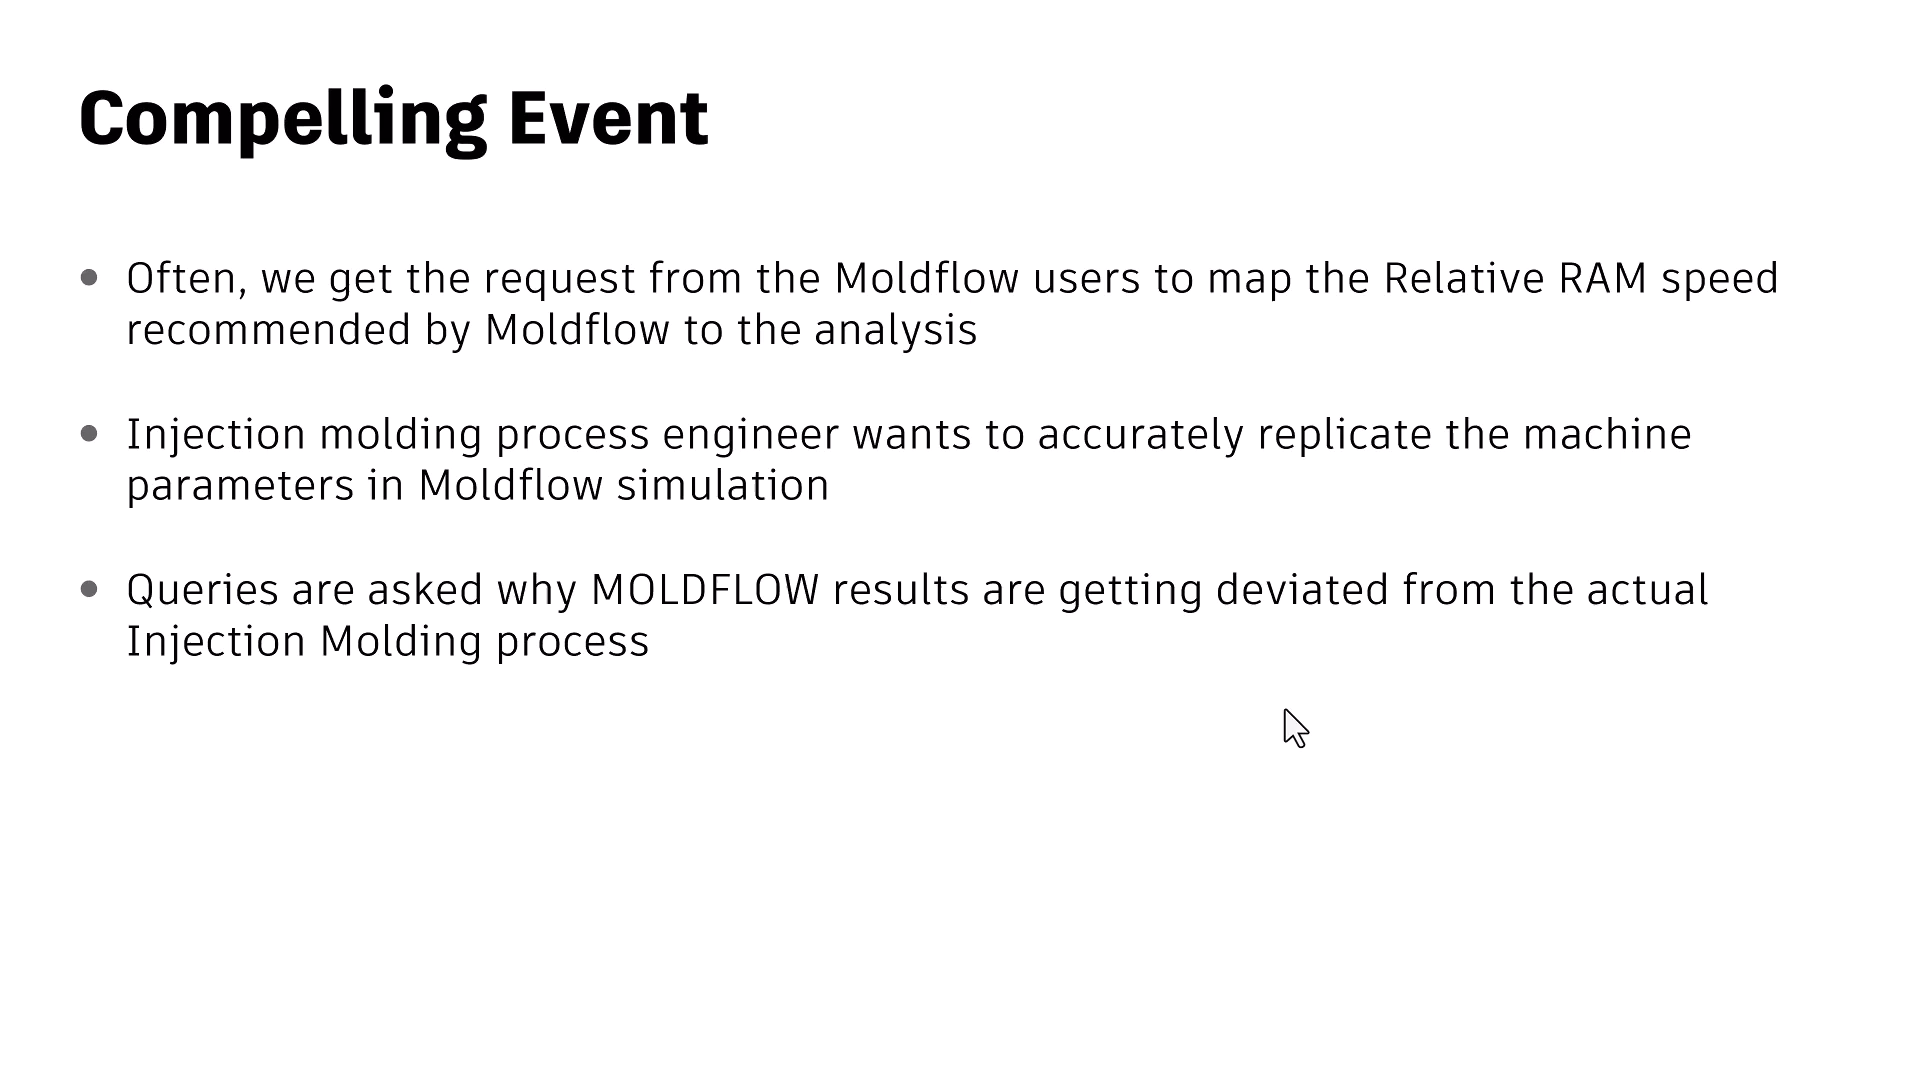 Compelling Event
• Often, we get the request from the Moldflow users to map the Relative RAM speed
recommended by Moldflow to the analysis
• Injection molding process engineer wants to accurately replicate the machine
parameters in Moldflow simulation
• Queries are asked why MOLDFLOW results are getting deviated from the actual
Injection Molding process